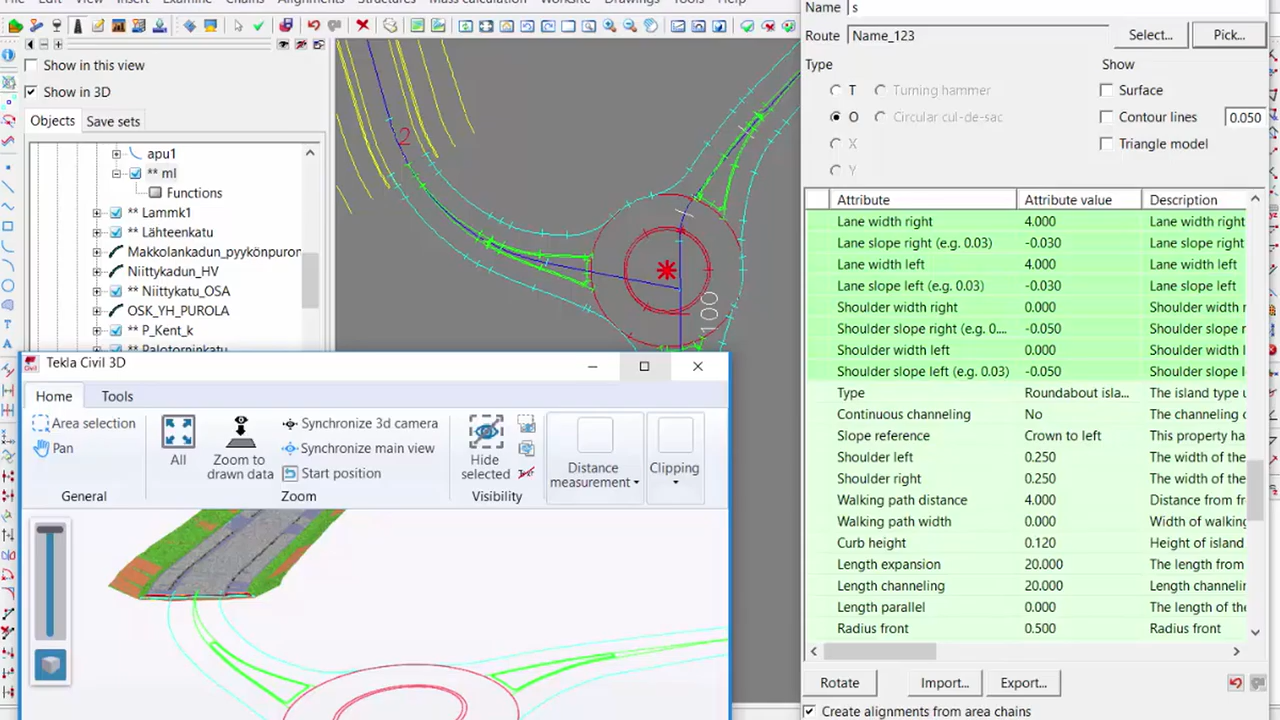 Edit
View
Insert
Examine
Chains
Alignments
Structures
Mass calculation
Worksite
Drawings
Tools
Help
Name s
Route Name_123 Select... Pick...
Show in this view
Show in 3D
Objects Save sets
apu1
** ml
Functions
** Lammk1
** Lähteenkatu
Makkolankadun_pyykönpuron
Niittykadun_HV
** Niittykatu_OSA
OSK_YH_PUROLA
** P_Kent_k
** Palotorninkatu
2
100
Type Show
T Turning hammer Surface
O Circular cul-de-sac Contour lines 0.050
X Triangle model
Y
Attribute Attribute value Description
Lane width right 4.000 Lane width right
Lane slope right (e.g. 0.03) -0.030 Lane slope right
Lane width left 4.000 Lane width left
Lane slope left (e.g. 0.03) -0.030 Lane slope left
Shoulder width right 0.000 Shoulder width r
Shoulder slope right (e.g. 0.... -0.050 Shoulder slope r
Shoulder width left 0.000 Shoulder width l
Shoulder slope left (e.g. 0.03) -0.050 Shoulder slope l
Type Roundabout isla... The island type u
Continuous channeling No The channeling c
Slope reference Crown to left This property ha
Shoulder left 0.250 The width of the
Shoulder right 0.250 The width of the
Walking path distance 4.000 Distance from fr
Walking path width 0.000 Width of walking
Curb height 0.120 Height of island
Length expansion 20.000 The length from
Length channeling 20.000 Length channelin
Length parallel 0.000 The length of the
Radius front 0.500 Radius front
Rotate Import... Export...
Create alignments from area chains
Tekla Civil 3D
Home Tools
Area selection
Pan
General
All
Zoom to drawn data
Synchronize 3d camera
Synchronize main view
Start position
Zoom
Hide selected
Visibility
Distance measurement
Clipping